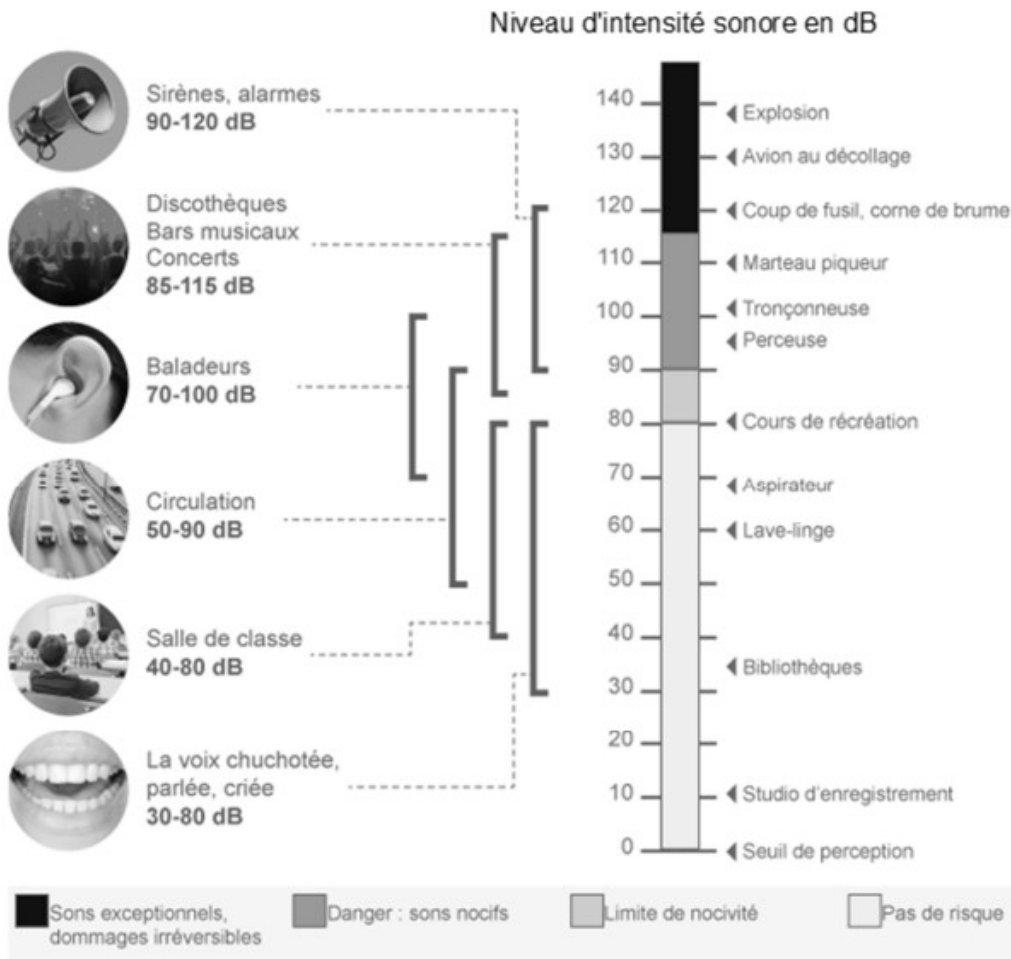 Niveau d'intensité sonore en dB
Sirènes, alarmes
90-120 dB
Discothèques
Bars musicaux
Concerts
85-115 dB
Baladeurs
70-100 dB
Circulation
50-90 dB
Salle de classe
40-80 dB
La voix chuchotée,
parlée, criée
30-80 dB
140
130
120
110
100
90
80
70
60
50
40
30
20
10
0
Explosion
Avion au décollage
Coup de fusil, corne de brume
Marteau piqueur
Tronçonneuse
Perceuse
Cours de récréation
Aspirateur
Lave-linge
Bibliothèques
Studio d'enregistrement
Seuil de perception
Sons exceptionnels,
dommages irréversibles
Danger : sons nocifs
Limite de nocivité
Pas de risque